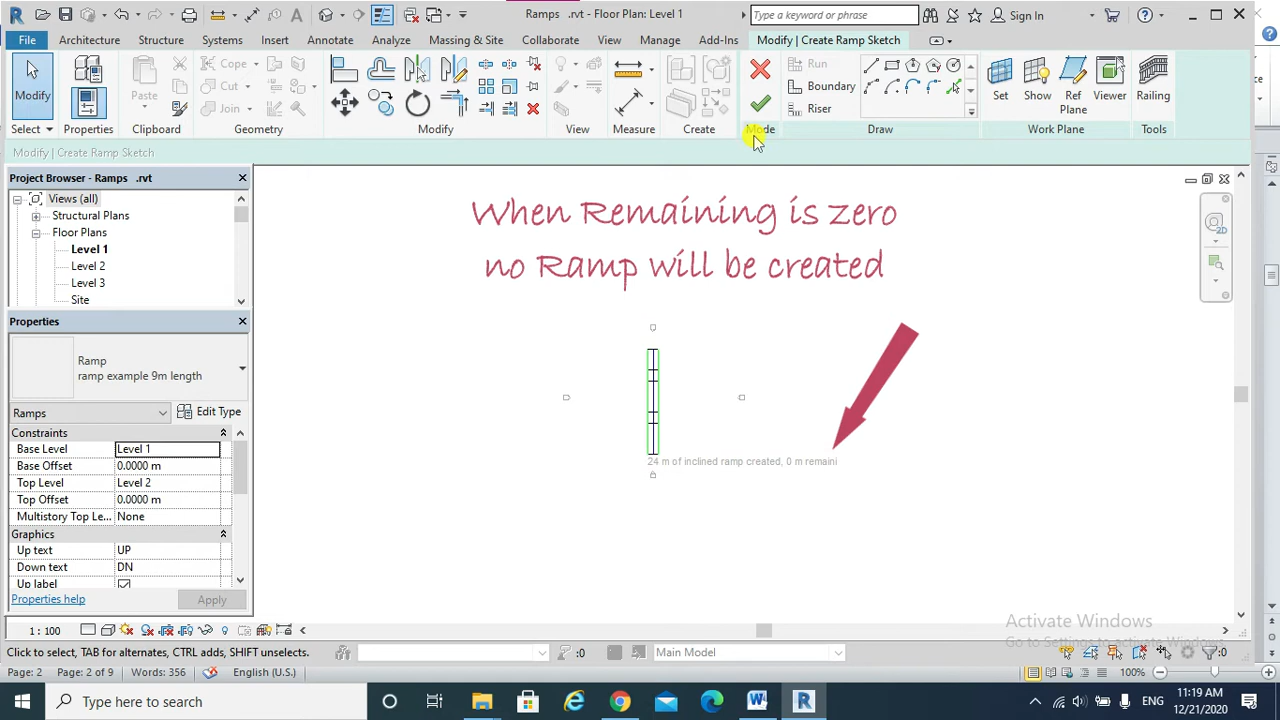 Ramps .rvt - Floor Plan: Level 1
Type a keyword or phrase
Sign In
File
Architecture
Structure
Systems
Insert
Annotate
Analyze
Massing & Site
Collaborate
View
Manage
Add-Ins
Modify | Create Ramp Sketch
Modify
Paste
Cope
Cut
Join
Run
Boundary
Riser
Set
Show
Ref
Plane
Viewer
Railing
Select
Properties
Clipboard
Geometry
Modify
View
Measure
Create
Mode
Draw
Work Plane
Tools
Modify | Create Ramp Sketch
Project Browser - Ramps .rvt
Views (all)
Structural Plans
Floor Plans
Level 1
Level 2
Level 3
Site
Properties
Ramp
ramp example 9m length
Ramps
Edit Type
Constraints
Base Level Level 1
Base Offset 0.0000 m
Top Level Level 2
Top Offset 0.0000 m
Multistory Top Le... None
Graphics
Up text UP
Down text DN
Up label
Properties help
Apply
When Remaining is zero
no Ramp will be created
24 m of inclined ramp created, 0 m remaini
2D
Activate Windows
Go to Settings to activate Windows.
1 : 100
Click to select, TAB for alternates, CTRL adds, SHIFT unselects.
:0
Main Model
:0
Page: 2
Page: 2 of 9
Words: 356
English (U.S.)
100%
Type here to search
ENG
11:19 AM
12/21/2020